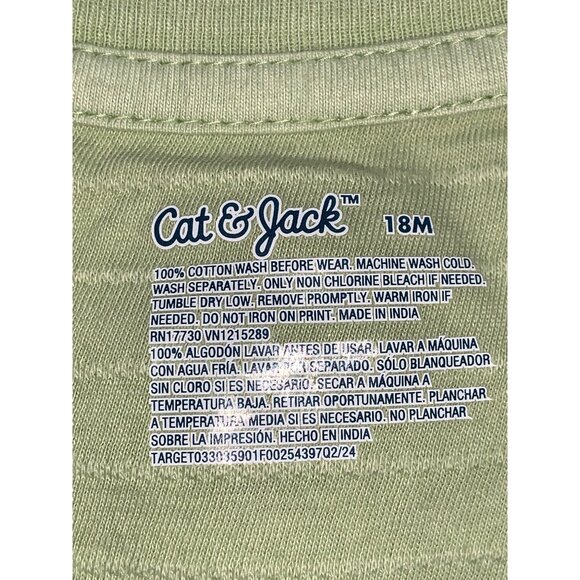 Cat & Jack™ 18M
100% COTTON WASH BEFORE WEAR. MACHINE WASH COLD.
WASH SEPARATELY. ONLY NON CHLORINE BLEACH IF NEEDED.
TUMBLE DRY LOW. REMOVE PROMPTLY. WARM IRON IF
NEEDED. DO NOT IRON ON PRINT. MADE IN INDIA
RN17730 VN1215289
100% ALGODÓN LAVAR ANTES DE USAR. LAVAR A MÁQUINA
CON AGUA FRÍA. LAVAR POR SEPARADO. SÓLO BLANQUEADOR
SIN CLORO SI ES NECESARIO. SECAR A MÁQUINA A
TEMPERATURA BAJA. RETIRAR OPORTUNAMENTE. PLANCHAR
A TEMPERATURA MEDIA SI ES NECESARIO. NO PLANCHAR
SOBRE LA IMPRESIÓN. HECHO EN INDIA
TARGET033035901F00254397Q2/24